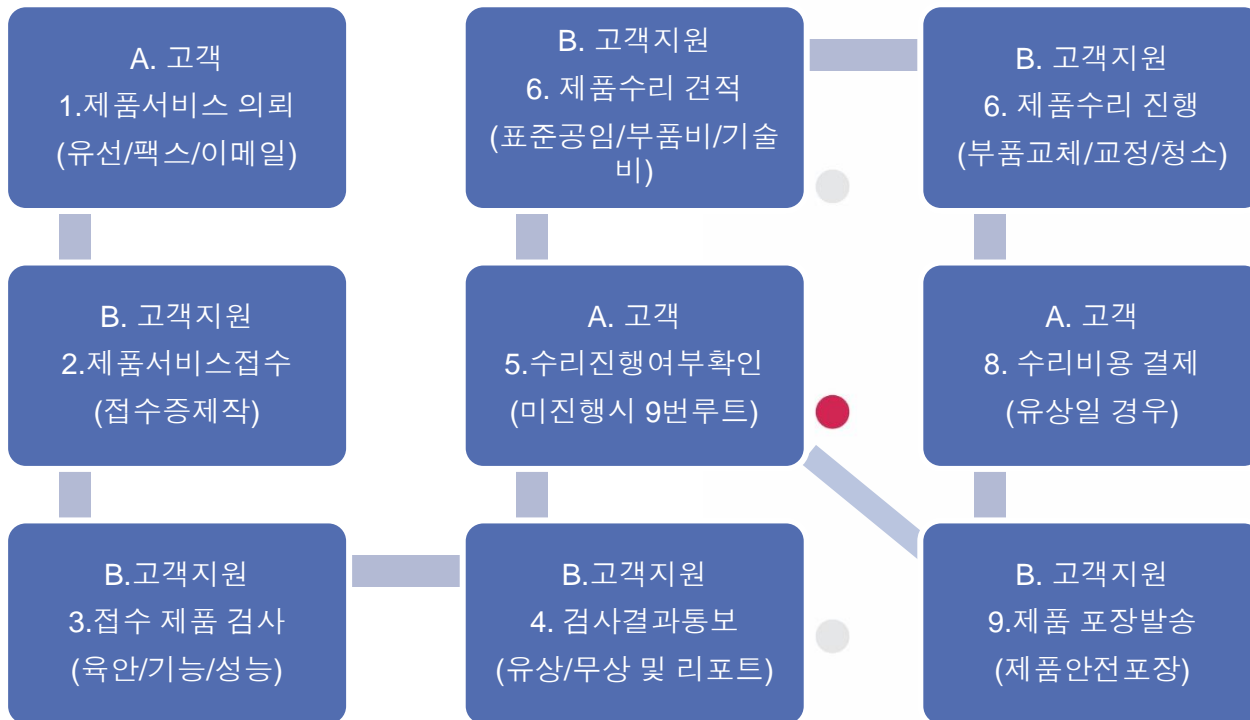 A. 고객
1.제품서비스 의뢰
(유선/팩스/이메일)
B. 고객지원
2.제품서비스접수
(접수증제작)
B.고객지원
3.접수 제품 검사
(육안/기능/성능)
B.고객지원
4. 검사결과통보
(유상/무상 및 리포트)
A. 고객
5.수리진행여부확인
(미진행시 9번루트)
B. 고객지원
6. 제품수리 견적
(표준공임/부품비/기술
비)
B. 고객지원
6. 제품수리 진행
(부품교체/교정/청소)
A. 고객
8. 수리비용 결제
(유상일 경우)
B. 고객지원
9.제품 포장발송
(제품안전포장)